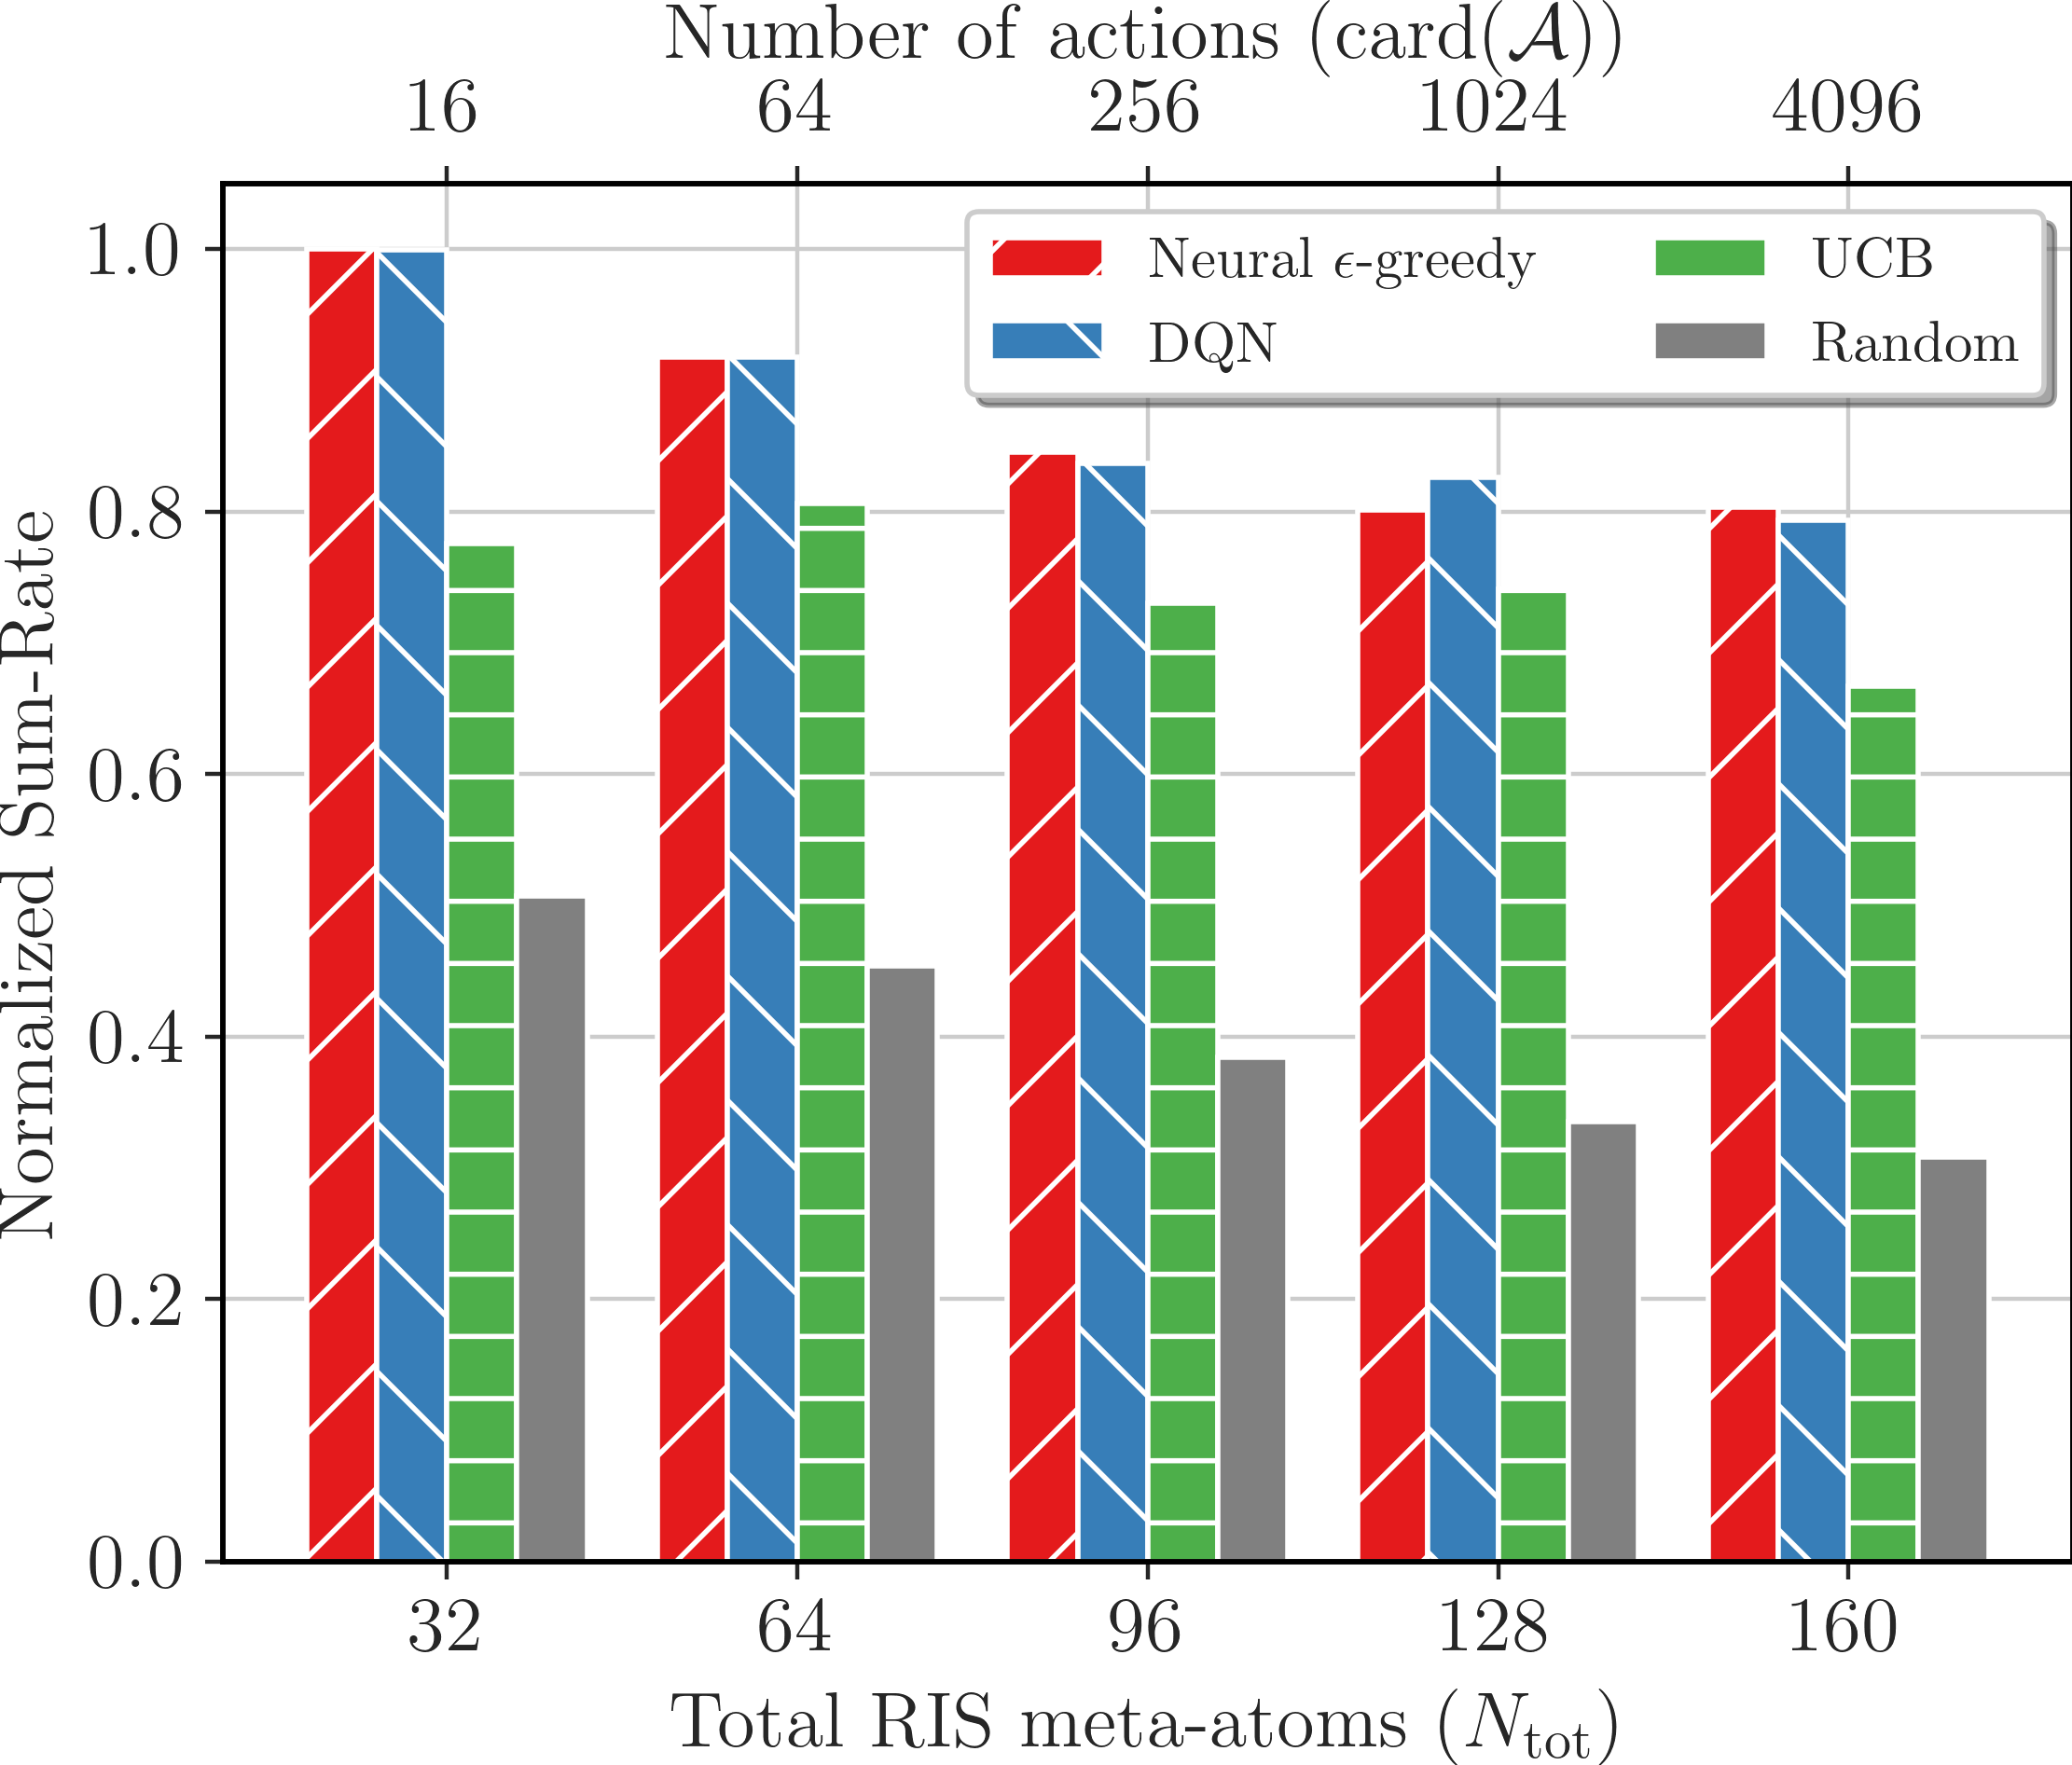 Number of actions (card(𝒜))
16 64 256 1024 4096
Neural ϵ-greedy UCB
DQN Random
Normalized Sum-Rate
1.0
0.8
0.6
0.4
0.2
0.0
32 64 96 128 160
Total RIS meta-atoms (N_tot)